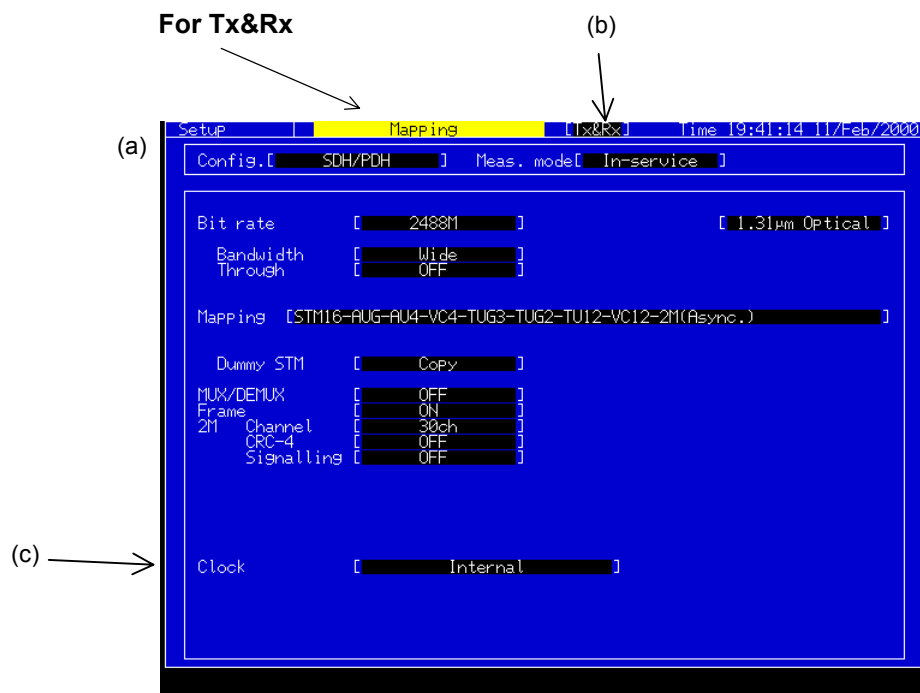 For Tx&Rx
(b)
Setup | Mapping [Tx&Rx] Time 19:41:14 11/Feb/2000
(a)
Config.[ SDH/PDH ] Meas. mode[ In-service ]
Bit rate [ 2488M ] [ 1.31µm Optical ]
Bandwidth [ Wide ]
Through [ OFF ]
Mapping [STM16-AUG-AU4-VC4-TUG3-TUG2-TU12-VC12-2M(Async.) ]
Dummy STM [ Copy ]
MUX/DEMUX [ OFF ]
Frame [ ON ]
2M Channel [ 30ch ]
CRC-4 [ OFF ]
Signalling [ OFF ]
(c)
Clock [ Internal ]